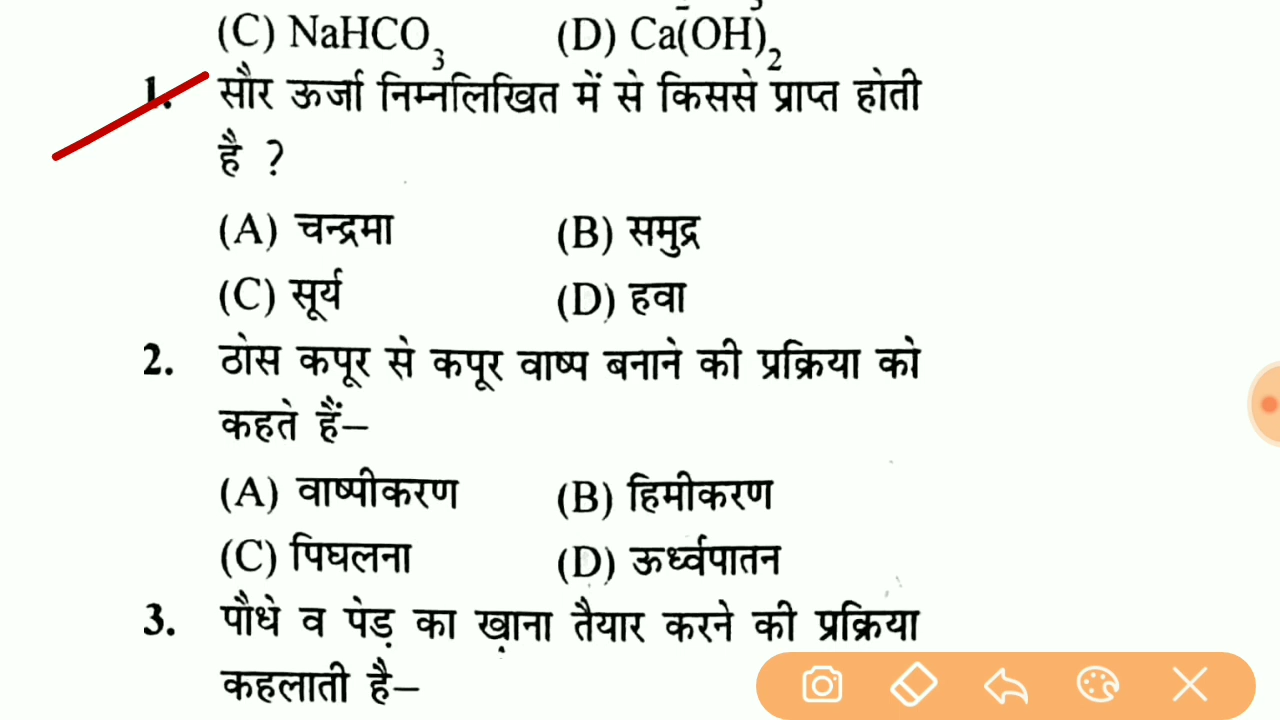 (C) NaHCO₃ (D) Ca(OH)₂
1. सौर ऊर्जा निम्नलिखित में से किससे प्राप्त होती
है ?
(A) चन्द्रमा (B) समुद्र
(C) सूर्य (D) हवा
2. ठोस कपूर से कपूर वाष्प बनाने की प्रक्रिया को
कहते हैं–
(A) वाष्पीकरण (B) हिमीकरण
(C) पिघलना (D) ऊर्ध्वपातन
3. पौधे व पेड़ का खाना तैयार करने की प्रक्रिया
कहलाती है–